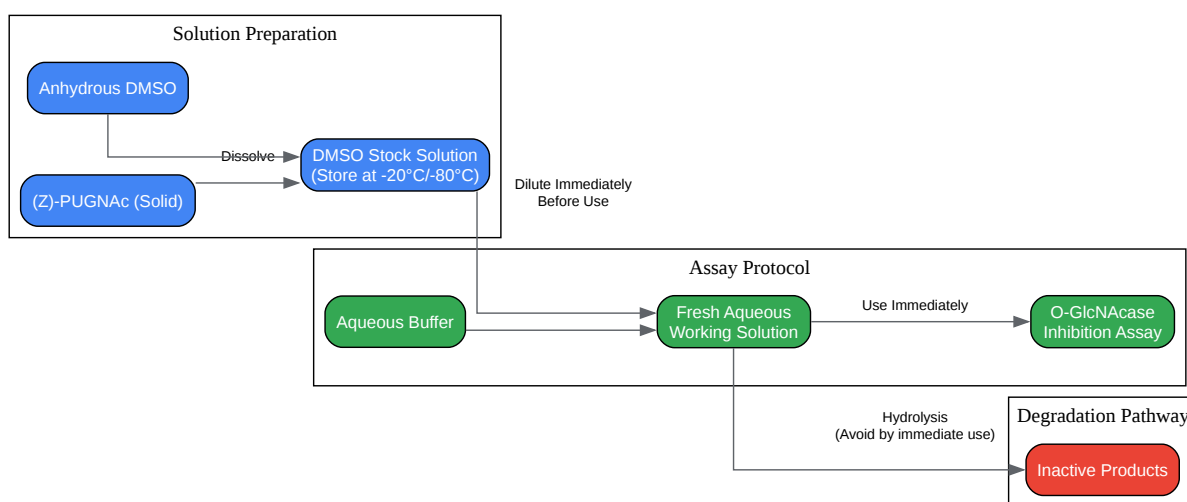 Solution Preparation
Anhydrous DMSO
Dissolve
DMSO Stock Solution
(Store at -20°C/-80°C)
(Z)-PUGNAc (Solid)
Dilute Immediately
Before Use
Assay Protocol
Aqueous Buffer
Fresh Aqueous
Working Solution
Use Immediately
O-GlcNAcase
Inhibition Assay
Hydrolysis
(Avoid by immediate use)
Degradation Pathway
Inactive Products